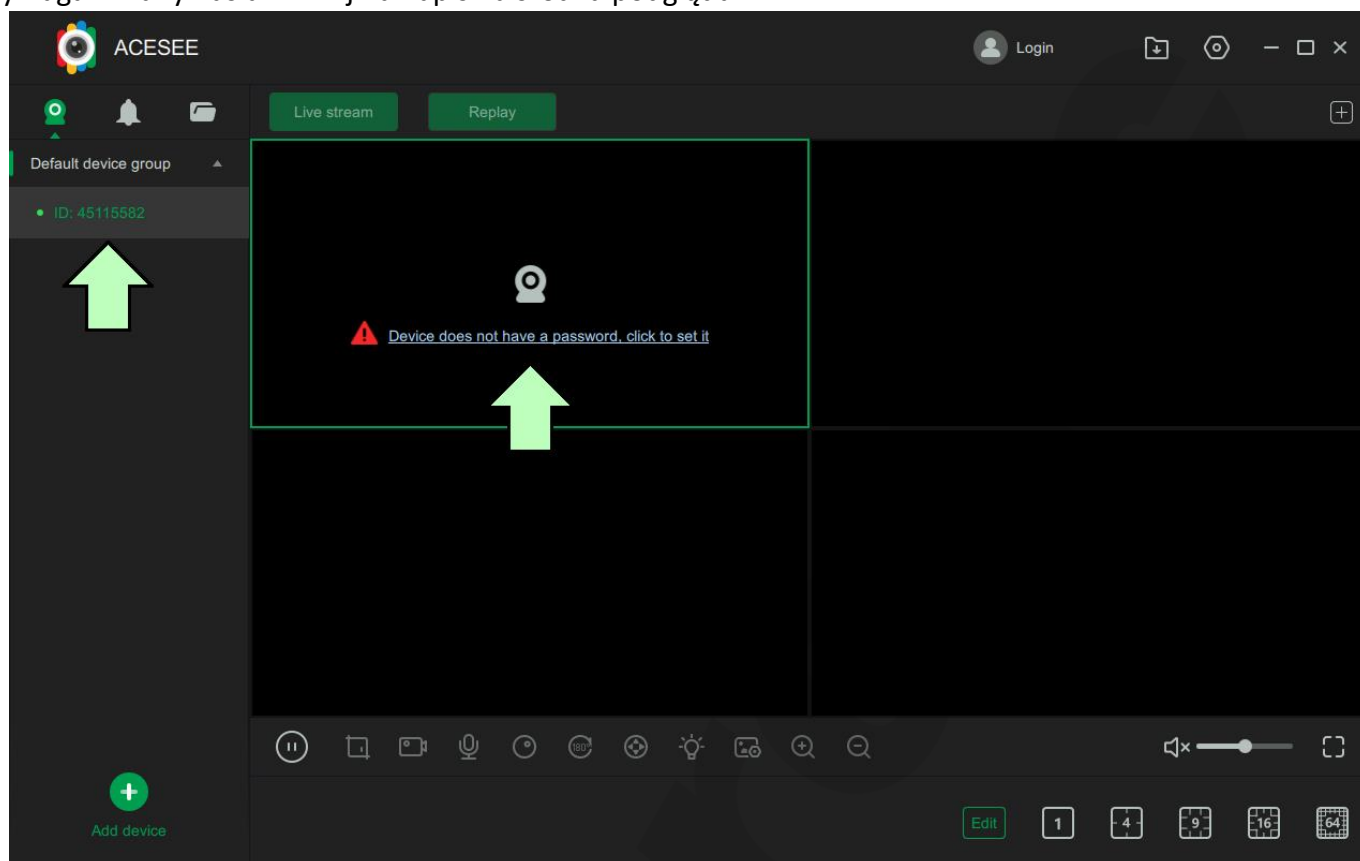 ACESEE
Login
Live stream
Replay
Default device group
ID: 45115582
Device does not have a password, click to set it
180°
Add device
Edit
1
4
9
16
64